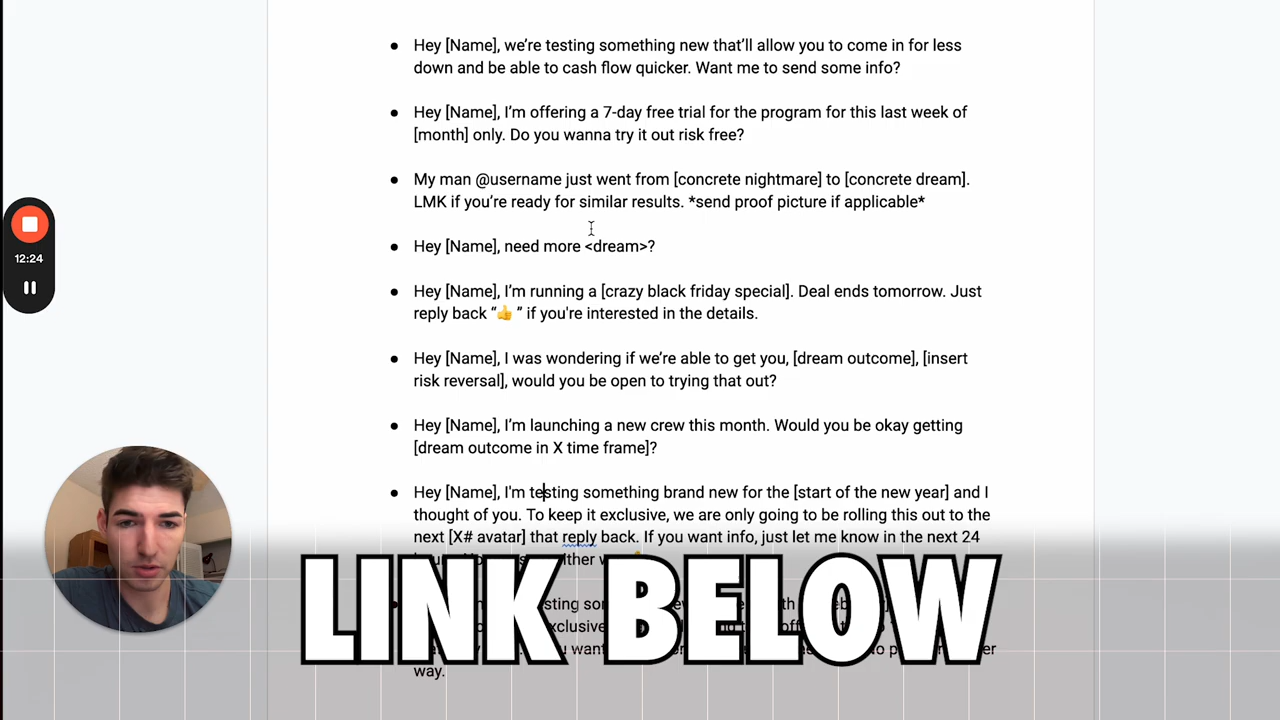 Hey [Name], we're testing something new that'll allow you to come in for less
down and be able to cash flow quicker. Want me to send some info?
Hey [Name], I'm offering a 7-day free trial for the program for this last week of
[month] only. Do you wanna try it out risk free?
My man @username just went from [concrete nightmare] to [concrete dream].
LMK if you're ready for similar results. *send proof picture if applicable*
Hey [Name], need more <dream>?
Hey [Name], I'm running a [crazy black friday special]. Deal ends tomorrow. Just
reply back “👍” if you're interested in the details.
Hey [Name], I was wondering if we're able to get you, [dream outcome], [insert
risk reversal], would you be open to trying that out?
Hey [Name], I'm launching a new crew this month. Would you be okay getting
[dream outcome in X time frame]?
Hey [Name], I'm testing something brand new for the [start of the new year] and I
thought of you. To keep it exclusive, we are only going to be rolling this out to the
next [X# avatar] that reply back. If you want info, just let me know in the next 24
way.
12:24
LINK BELOW